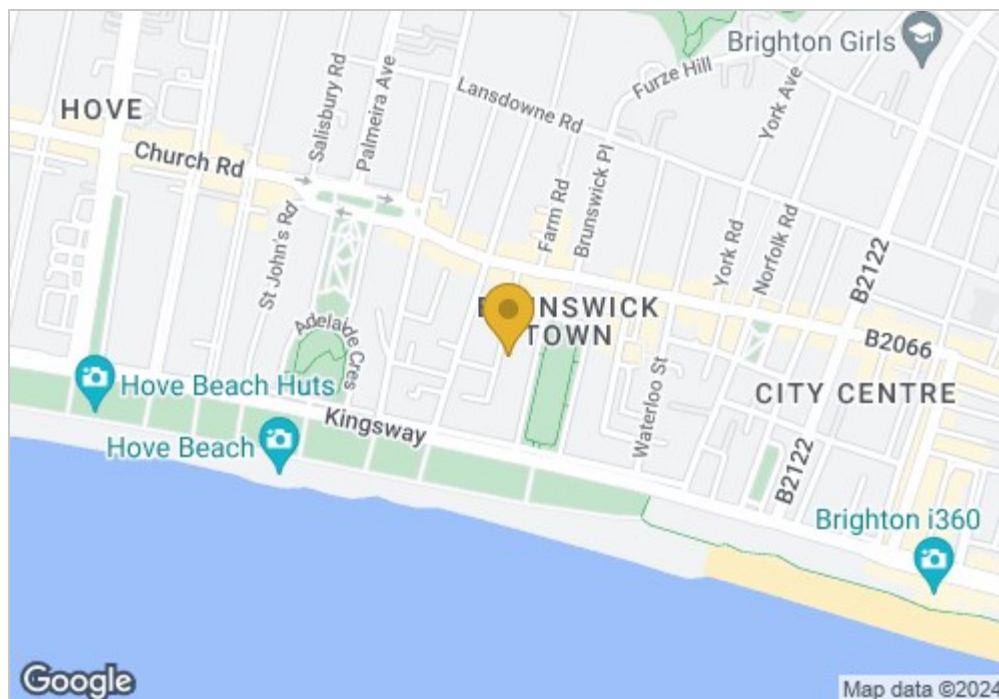 Brighton Girls
Furze Hill
York Ave
Salisbury Rd
Palmeira Ave
HOVE
Lansdowne Rd
Church Rd
Brunswick Pl
Farm Rd
York Rd
Norfolk Rd
B2122
St John's Rd
Adelaide Cres
TOWN
B2066
Hove Beach Huts
Waterloo St
CITY CENTRE
Kingsway
Hove Beach
B2122
Brighton i360
Google
Map data ©2024